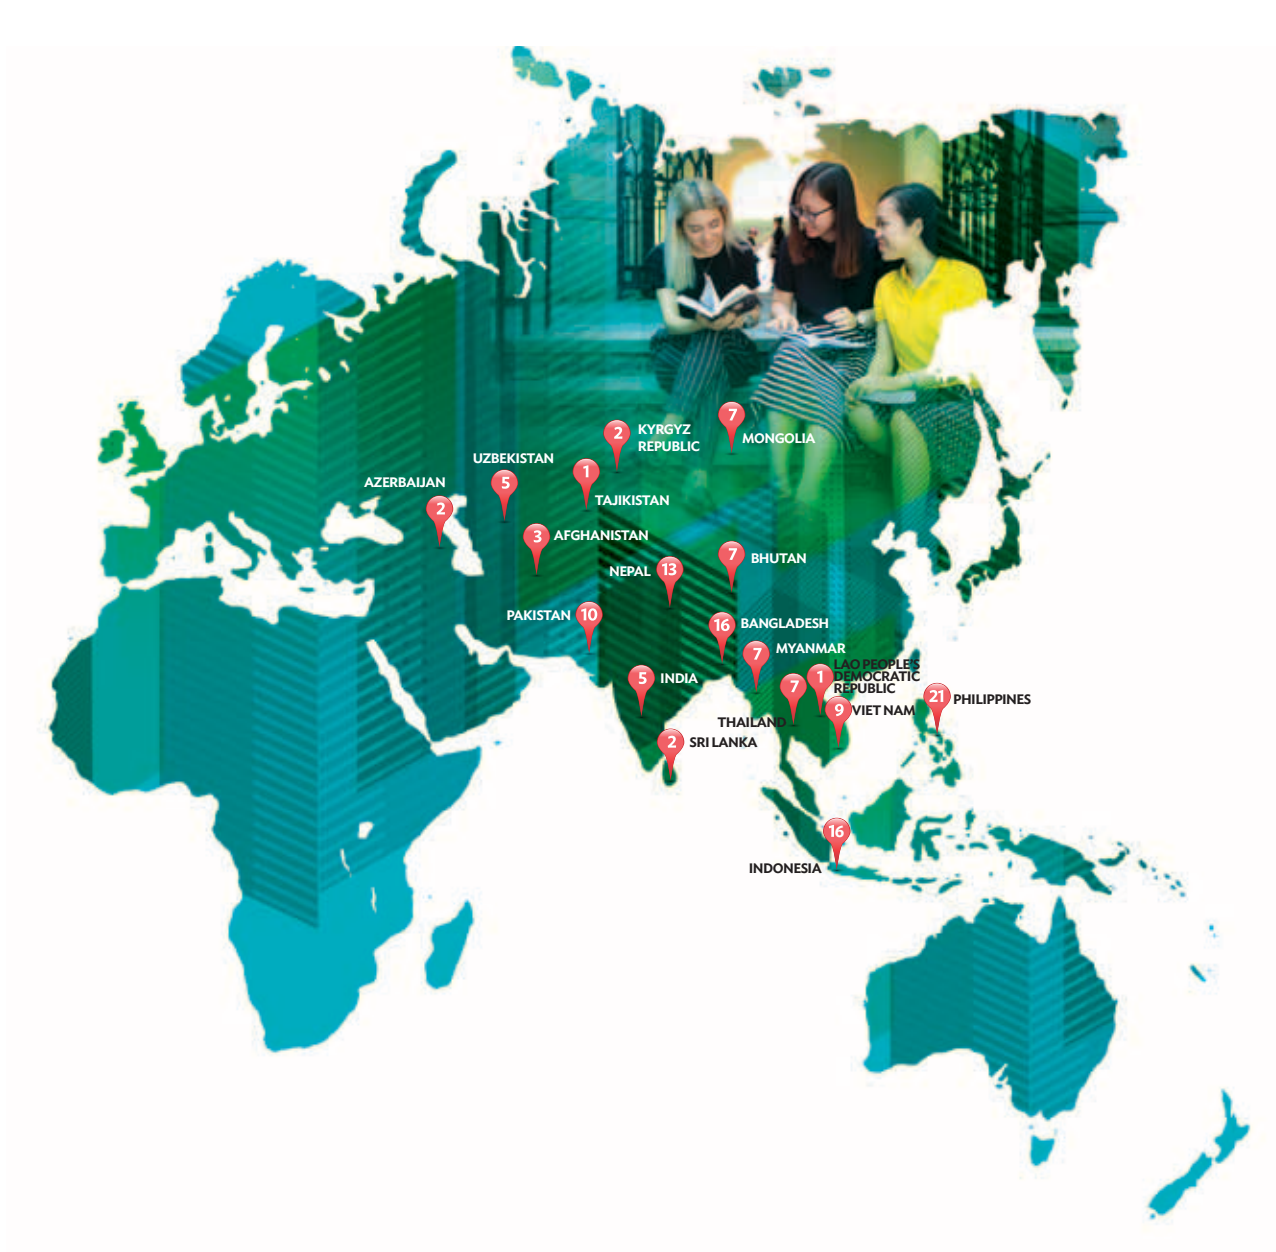 7
MONGOLIA
2
KYRGYZ
REPUBLIC
UZBEKISTAN
5
1
TAJIKISTAN
AZERBAIJAN
2
3
AFGHANISTAN
7
BHUTAN
NEPAL
13
PAKISTAN
10
16
BANGLADESH
7
MYANMAR
5
INDIA
7
THAILAND
1
LAO PEOPLE'S
DEMOCRATIC
REPUBLIC
9
VIET NAM
21
PHILIPPINES
2
SRI LANKA
16
INDONESIA